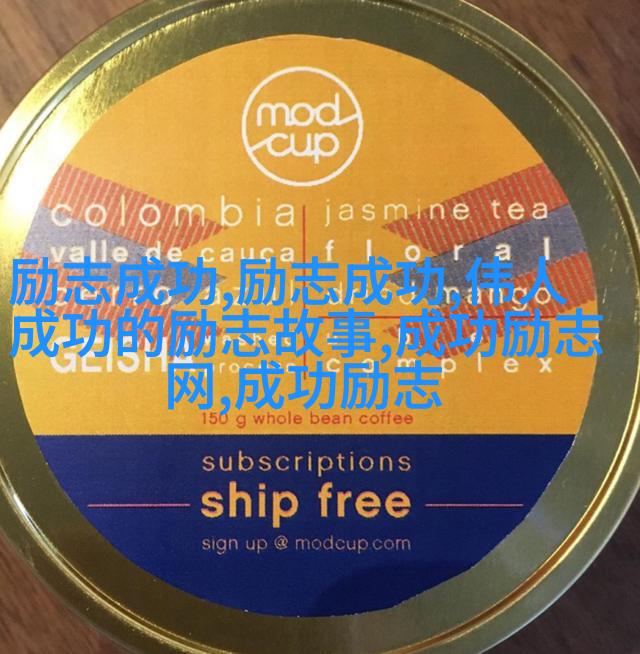 mod
cup
colombia jasmine tea
valle de cauca floral
励志成功,励志成功,伟人
成功的励志故事,成功励志
网,成功励志
GEISHA
complex
150 g whole bean coffee
subscriptions
ship free
sign up @ modcup.com